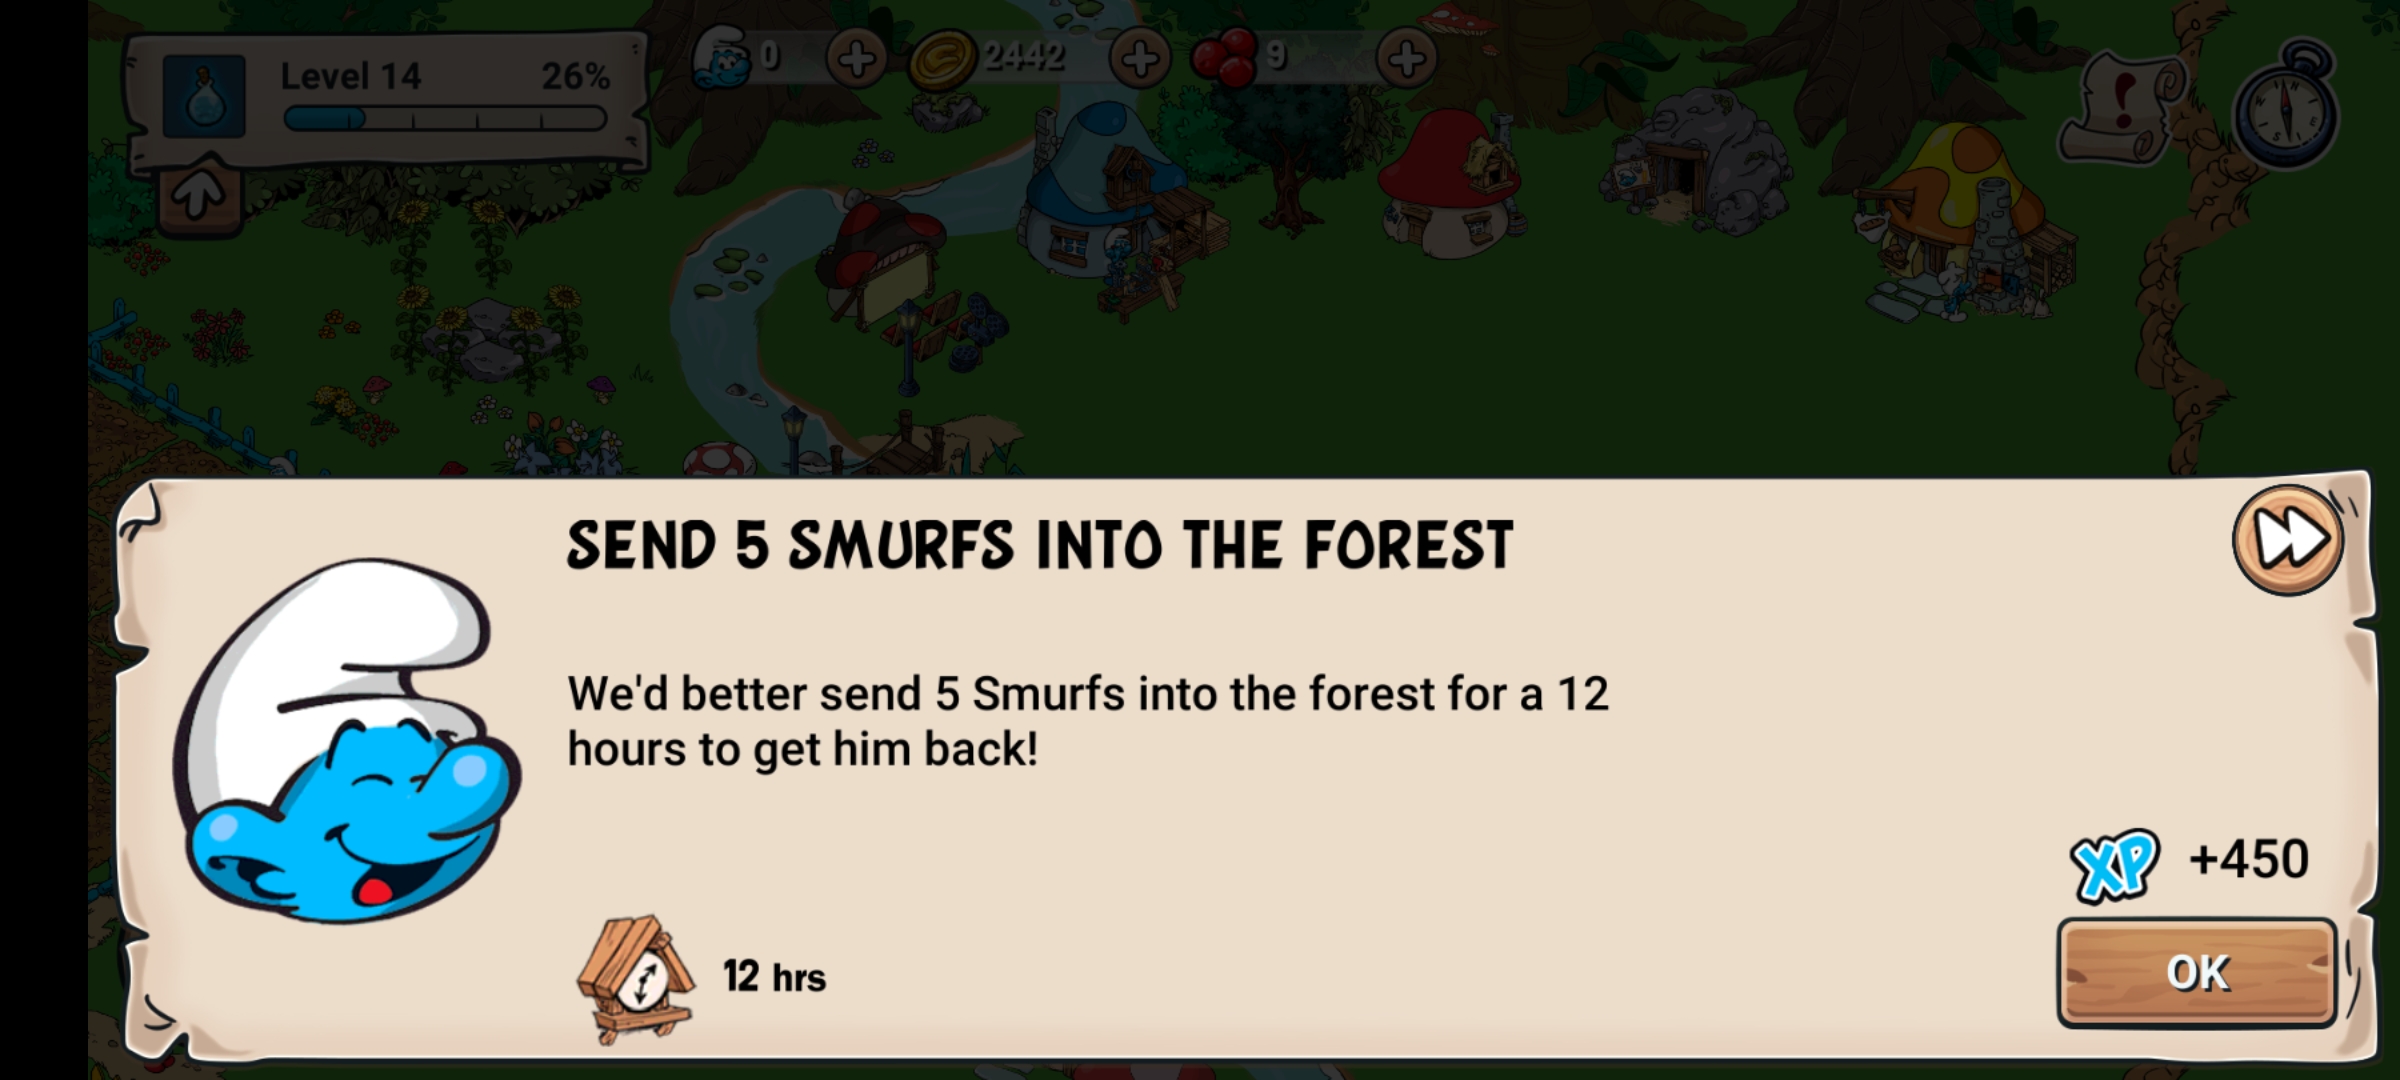 Level 14 26%
0
2442
9
SEND 5 SMURFS INTO THE FOREST
We'd better send 5 Smurfs into the forest for a 12
hours to get him back!
XP +450
12 hrs
OK